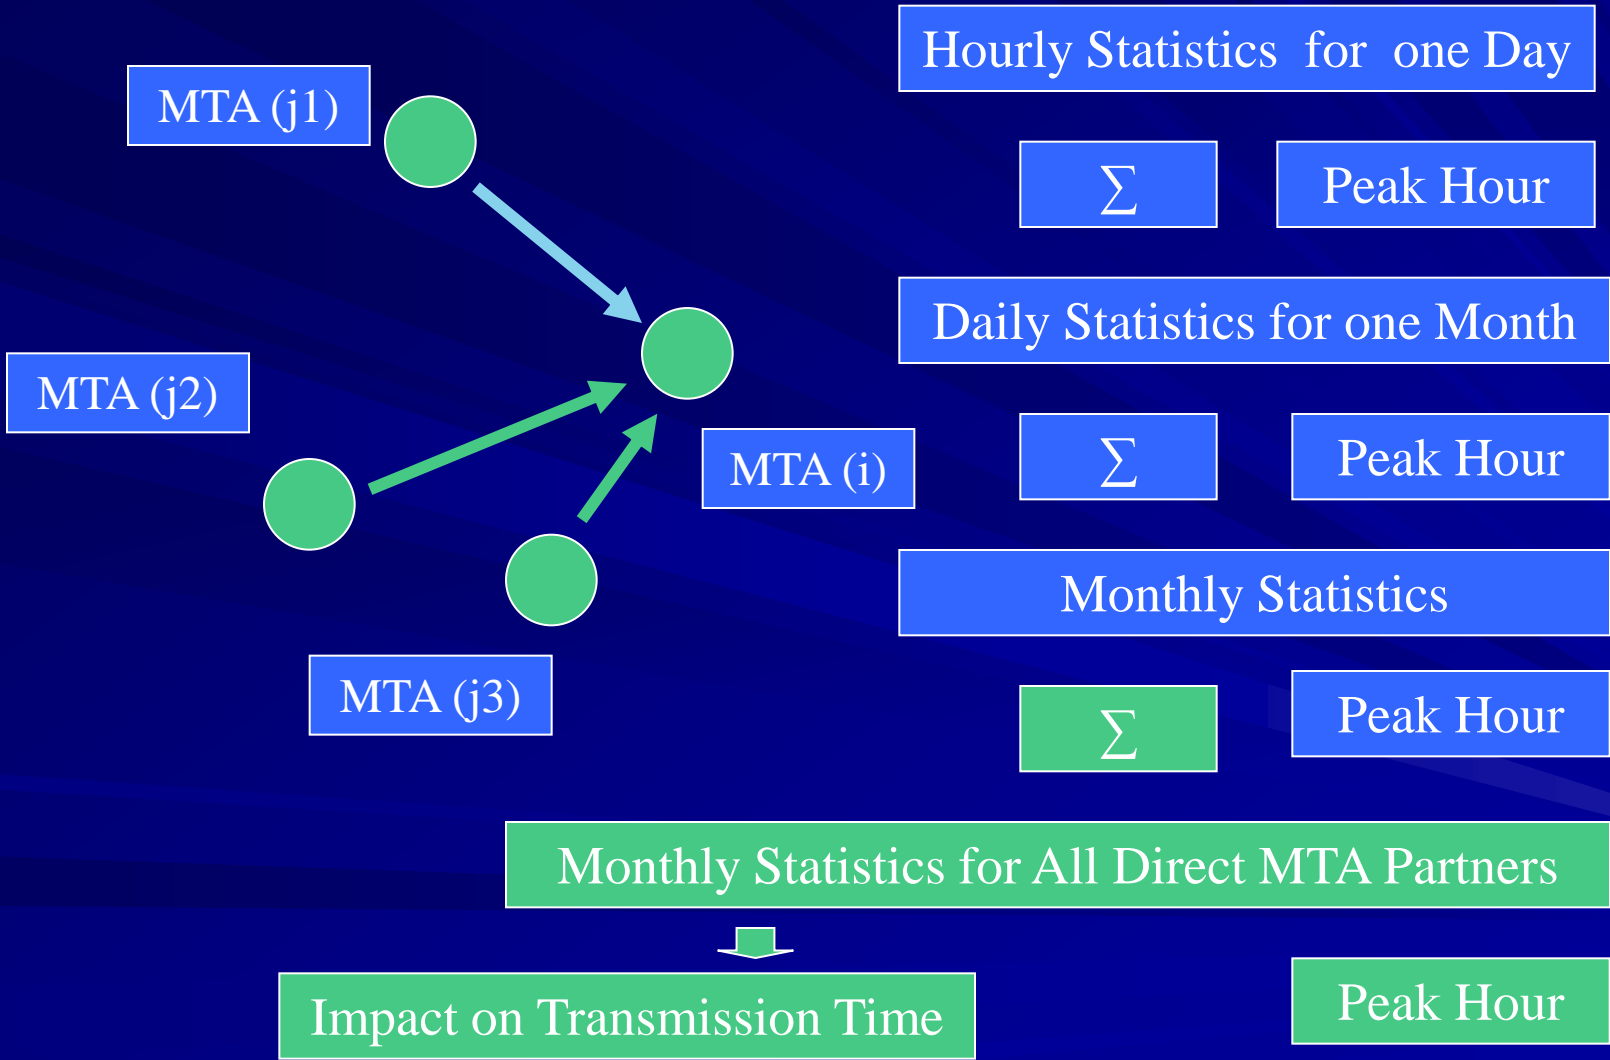 MTA (j1)
MTA (j2)
MTA (i)
MTA (j3)
Hourly Statistics for one Day
∑
Peak Hour
Daily Statistics for one Month
∑
Peak Hour
Monthly Statistics
∑
Peak Hour
Monthly Statistics for All Direct MTA Partners
Impact on Transmission Time
Peak Hour